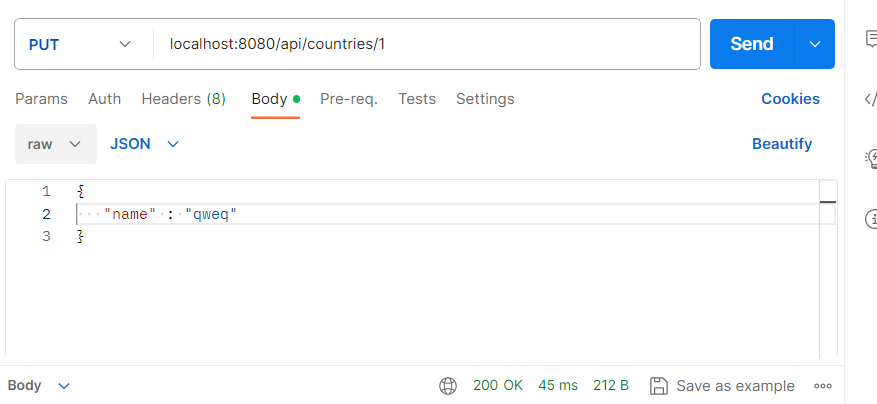 PUT localhost:8080/api/countries/1 Send
Params Auth Headers (8) Body Pre-req. Tests Settings Cookies
raw JSON Beautify
1 {
2 "name" : "qweq"
3 }
Body 200 OK 45 ms 212 B Save as example